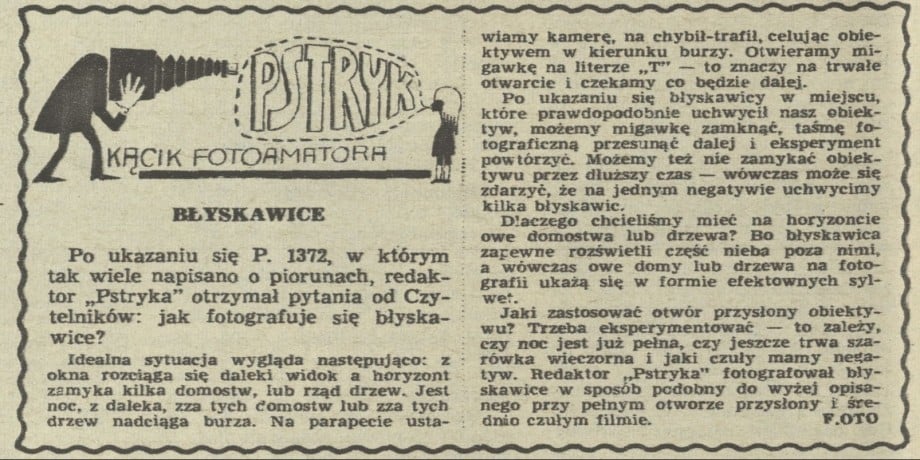 PSTRYK
KĄCIK FOTOAMATORA
BŁYSKAWICE
Po ukazaniu się P. 1372, w którym
tak wiele napisano o piorunach, redak-
tor „Pstryka” otrzymał pytania od Czy-
telników: jak fotografuje się błyska-
wice?
Idealna sytuacja wygląda następująco: z
okna rozciąga się daleki widok a horyzont
zamyka kilka domostw, lub rząd drzew. Jest
noc, z daleka, zza tych domostw lub zza tych
drzew nadciąga burza. Na parapecie usta-
wiamy kamerę, na chybił-trafił, celując obie-
ktywem w kierunku burzy. Otwieramy mi-
gawkę na literze „T” — to znaczy na trwałe
otwarcie i czekamy co będzie dalej.
Po ukazaniu się błyskawicy w miejscu,
które prawdopodobnie uchwycił nasz obiek-
tyw, możemy migawkę zamknąć, taśmę fo-
tograficzną przesunąć dalej i eksperyment
powtórzyć. Możemy też nie zamykać obiek-
tywu przez dłuższy czas — wówczas może się
zdarzyć, że na jednym negatywie uchwycimy
kilka błyskawic.
Dlaczego chcieliśmy mieć na horyzoncie
owe domostwa lub drzewa? Bo błyskawica
zapewne rozświetli część nieba poza nimi,
a wówczas owe domy lub drzewa na foto-
grafii ukażą się w formie efektownych syl-
wet.
Jaki zastosować otwór przysłony obiekty-
wu? Trzeba eksperymentować — to zależy,
czy noc jest już pełna, czy jeszcze trwa sza-
rówka wieczorna i jaki czuły mamy nega-
tyw. Redaktor „Pstryka” fotografował bły-
skawice w sposób podobny do wyżej opisa-
nego przy pełnym otworze przysłony i śre-
dnio czułym filmie.
F.OTO